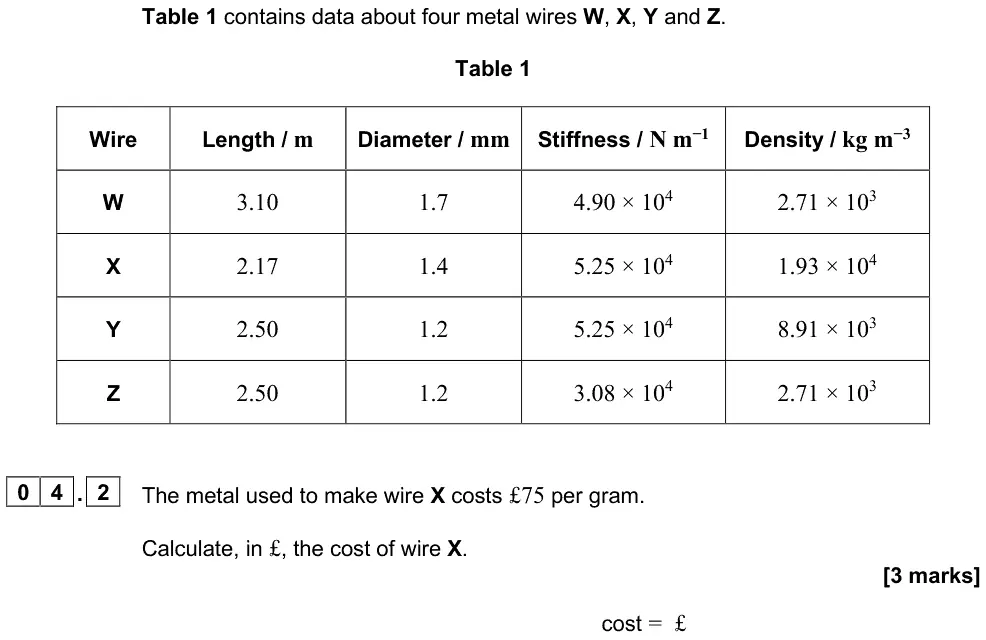 Table 1 contains data about four metal wires W, X, Y and Z.
Table 1
Wire Length / m Diameter / mm Stiffness / N m⁻¹ Density / kg m⁻³
W 3.10 1.7 4.90 × 10⁴ 2.71 × 10³
X 2.17 1.4 5.25 × 10⁴ 1.93 × 10⁴
Y 2.50 1.2 5.25 × 10⁴ 8.91 × 10³
Z 2.50 1.2 3.08 × 10⁴ 2.71 × 10³
0 4 . 2 The metal used to make wire X costs £75 per gram.
Calculate, in £, the cost of wire X.
[3 marks]
cost = £